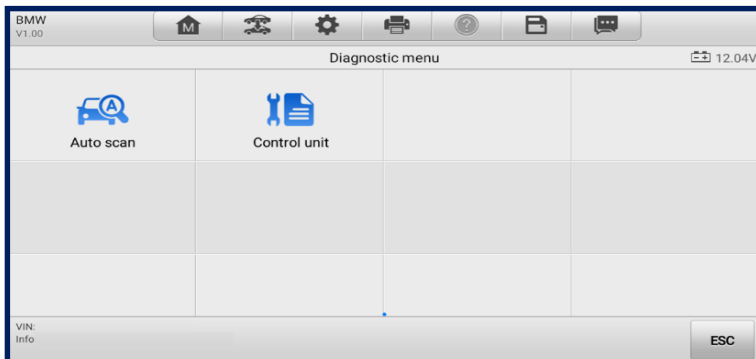 BMW
V1.00
M
Diagnostic menu
12.04V
A
Auto scan
Control unit
VIN:
Info
ESC